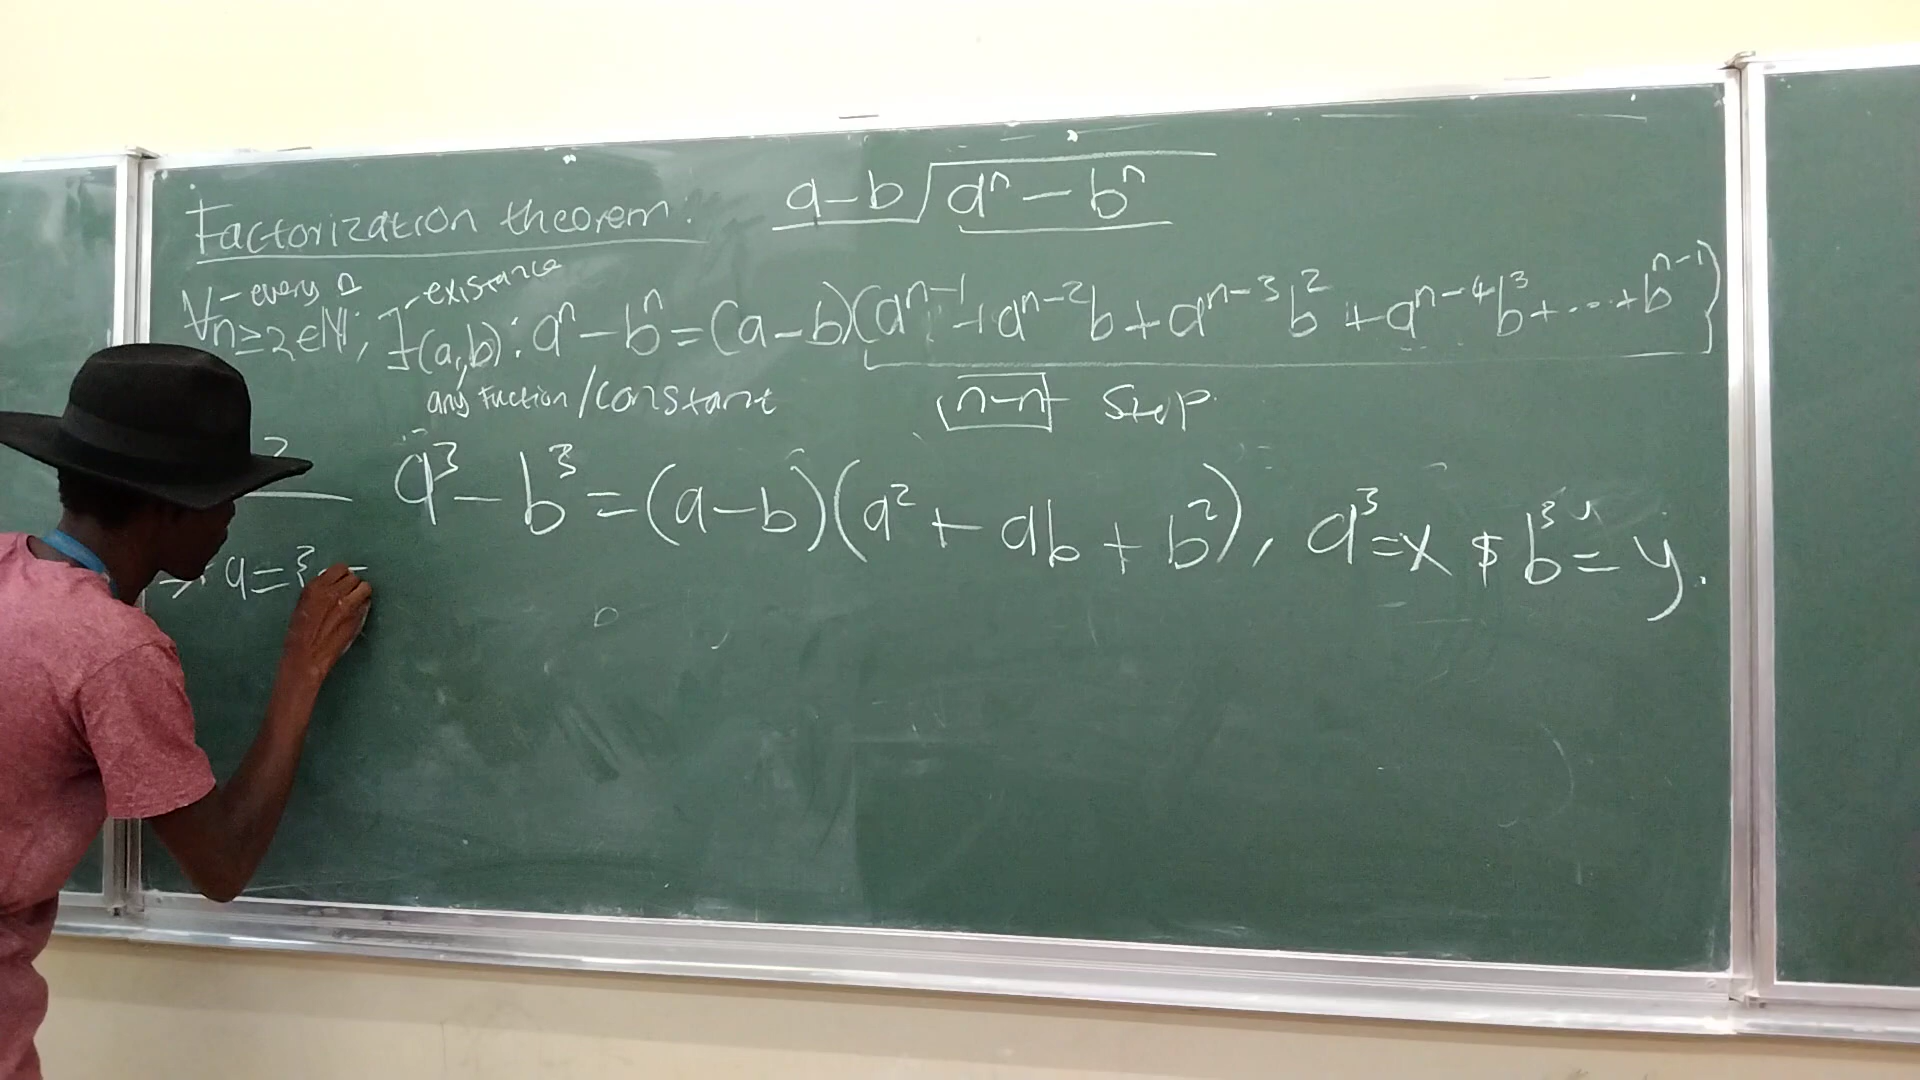 Factorization theorem.
a-b√aⁿ - bⁿ
- every n
- existance
∀n≥2∈ℕ; ∃(a,b): aⁿ - bⁿ = (a-b)(aⁿ⁻¹ + aⁿ⁻²b + aⁿ⁻³b² + aⁿ⁻⁴b³ + ... + bⁿ⁻¹}
any Fuction/constant
n-n step
a³ - b³ = (a-b)(a² + ab + b²), a³ = x $ b³ = y.
a = 3